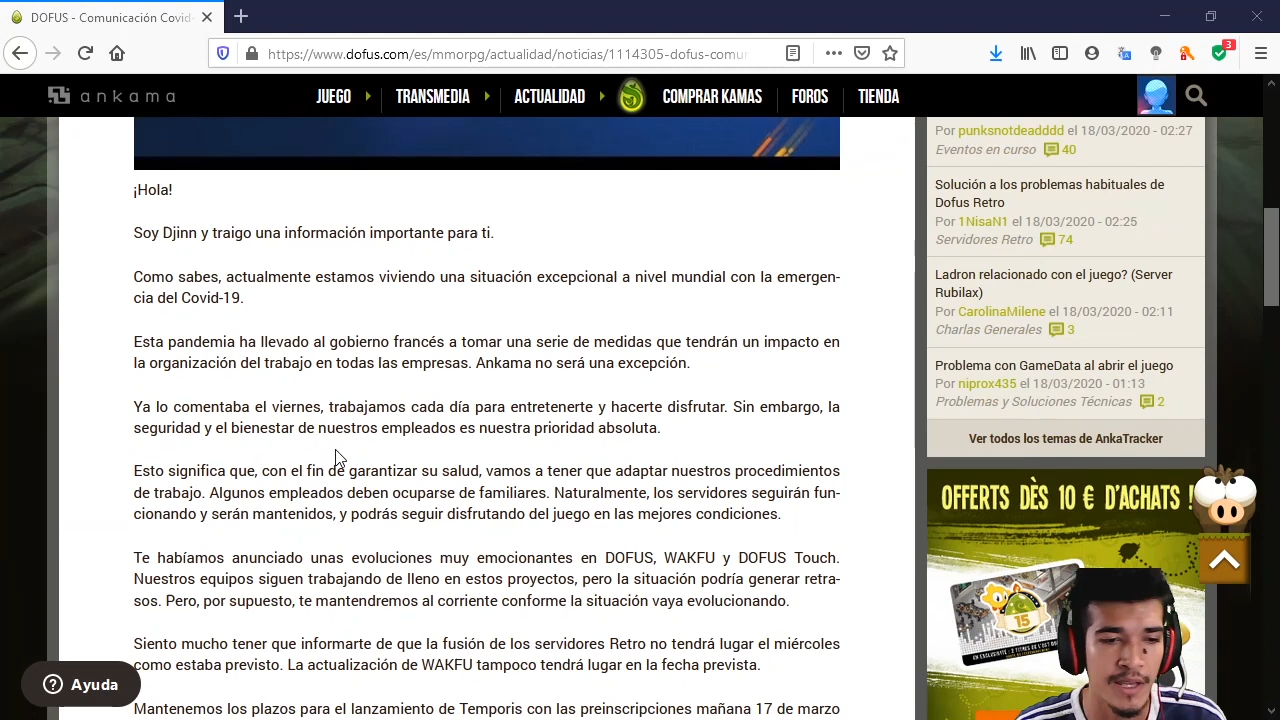 DOFUS - Comunicación Covid-
https://www.dofus.com/es/mmorpg/actualidad/noticias/1114305-dofus-comu
3
ankama
JUEGO
TRANSMEDIA
ACTUALIDAD
COMPRAR KAMAS
FOROS
TIENDA
¡Hola!
Soy Djinn y traigo una información importante para ti.
Como sabes, actualmente estamos viviendo una situación excepcional a nivel mundial con la emergen-
cia del Covid-19.
Esta pandemia ha llevado al gobierno francés a tomar una serie de medidas que tendrán un impacto en
la organización del trabajo en todas las empresas. Ankama no será una excepción.
Ya lo comentaba el viernes, trabajamos cada día para entretenerte y hacerte disfrutar. Sin embargo, la
seguridad y el bienestar de nuestros empleados es nuestra prioridad absoluta.
Esto significa que, con el fin de garantizar su salud, vamos a tener que adaptar nuestros procedimientos
de trabajo. Algunos empleados deben ocuparse de familiares. Naturalmente, los servidores seguirán fun-
cionando y serán mantenidos, y podrás seguir disfrutando del juego en las mejores condiciones.
Te habíamos anunciado unas evoluciones muy emocionantes en DOFUS, WAKFU y DOFUS Touch.
Nuestros equipos siguen trabajando de lleno en estos proyectos, pero la situación podría generar retra-
sos. Pero, por supuesto, te mantendremos al corriente conforme la situación vaya evolucionando.
Siento mucho tener que informarte de que la fusión de los servidores Retro no tendrá lugar el miércoles
como estaba previsto. La actualización de WAKFU tampoco tendrá lugar en la fecha prevista.
Mantenemos los plazos para el lanzamiento de Temporis con las preinscripciones mañana 17 de marzo
Ayuda
Por punksnotdeadddd el 18/03/2020 - 02:27
Eventos en curso 40
Solución a los problemas habituales de
Dofus Retro
Por 1NisaN1 el 18/03/2020 - 02:25
Servidores Retro 74
Ladron relacionado con el juego? (Server
Rubilax)
Por CarolinaMilene el 18/03/2020 - 02:11
Charlas Generales 3
Problema con GameData al abrir el juego
Por niprox435 el 18/03/2020 - 01:13
Problemas y Soluciones Técnicas 2
Ver todos los temas de AnkaTracker
OFFERTS DÈS 10 € D'ACHATS !
15